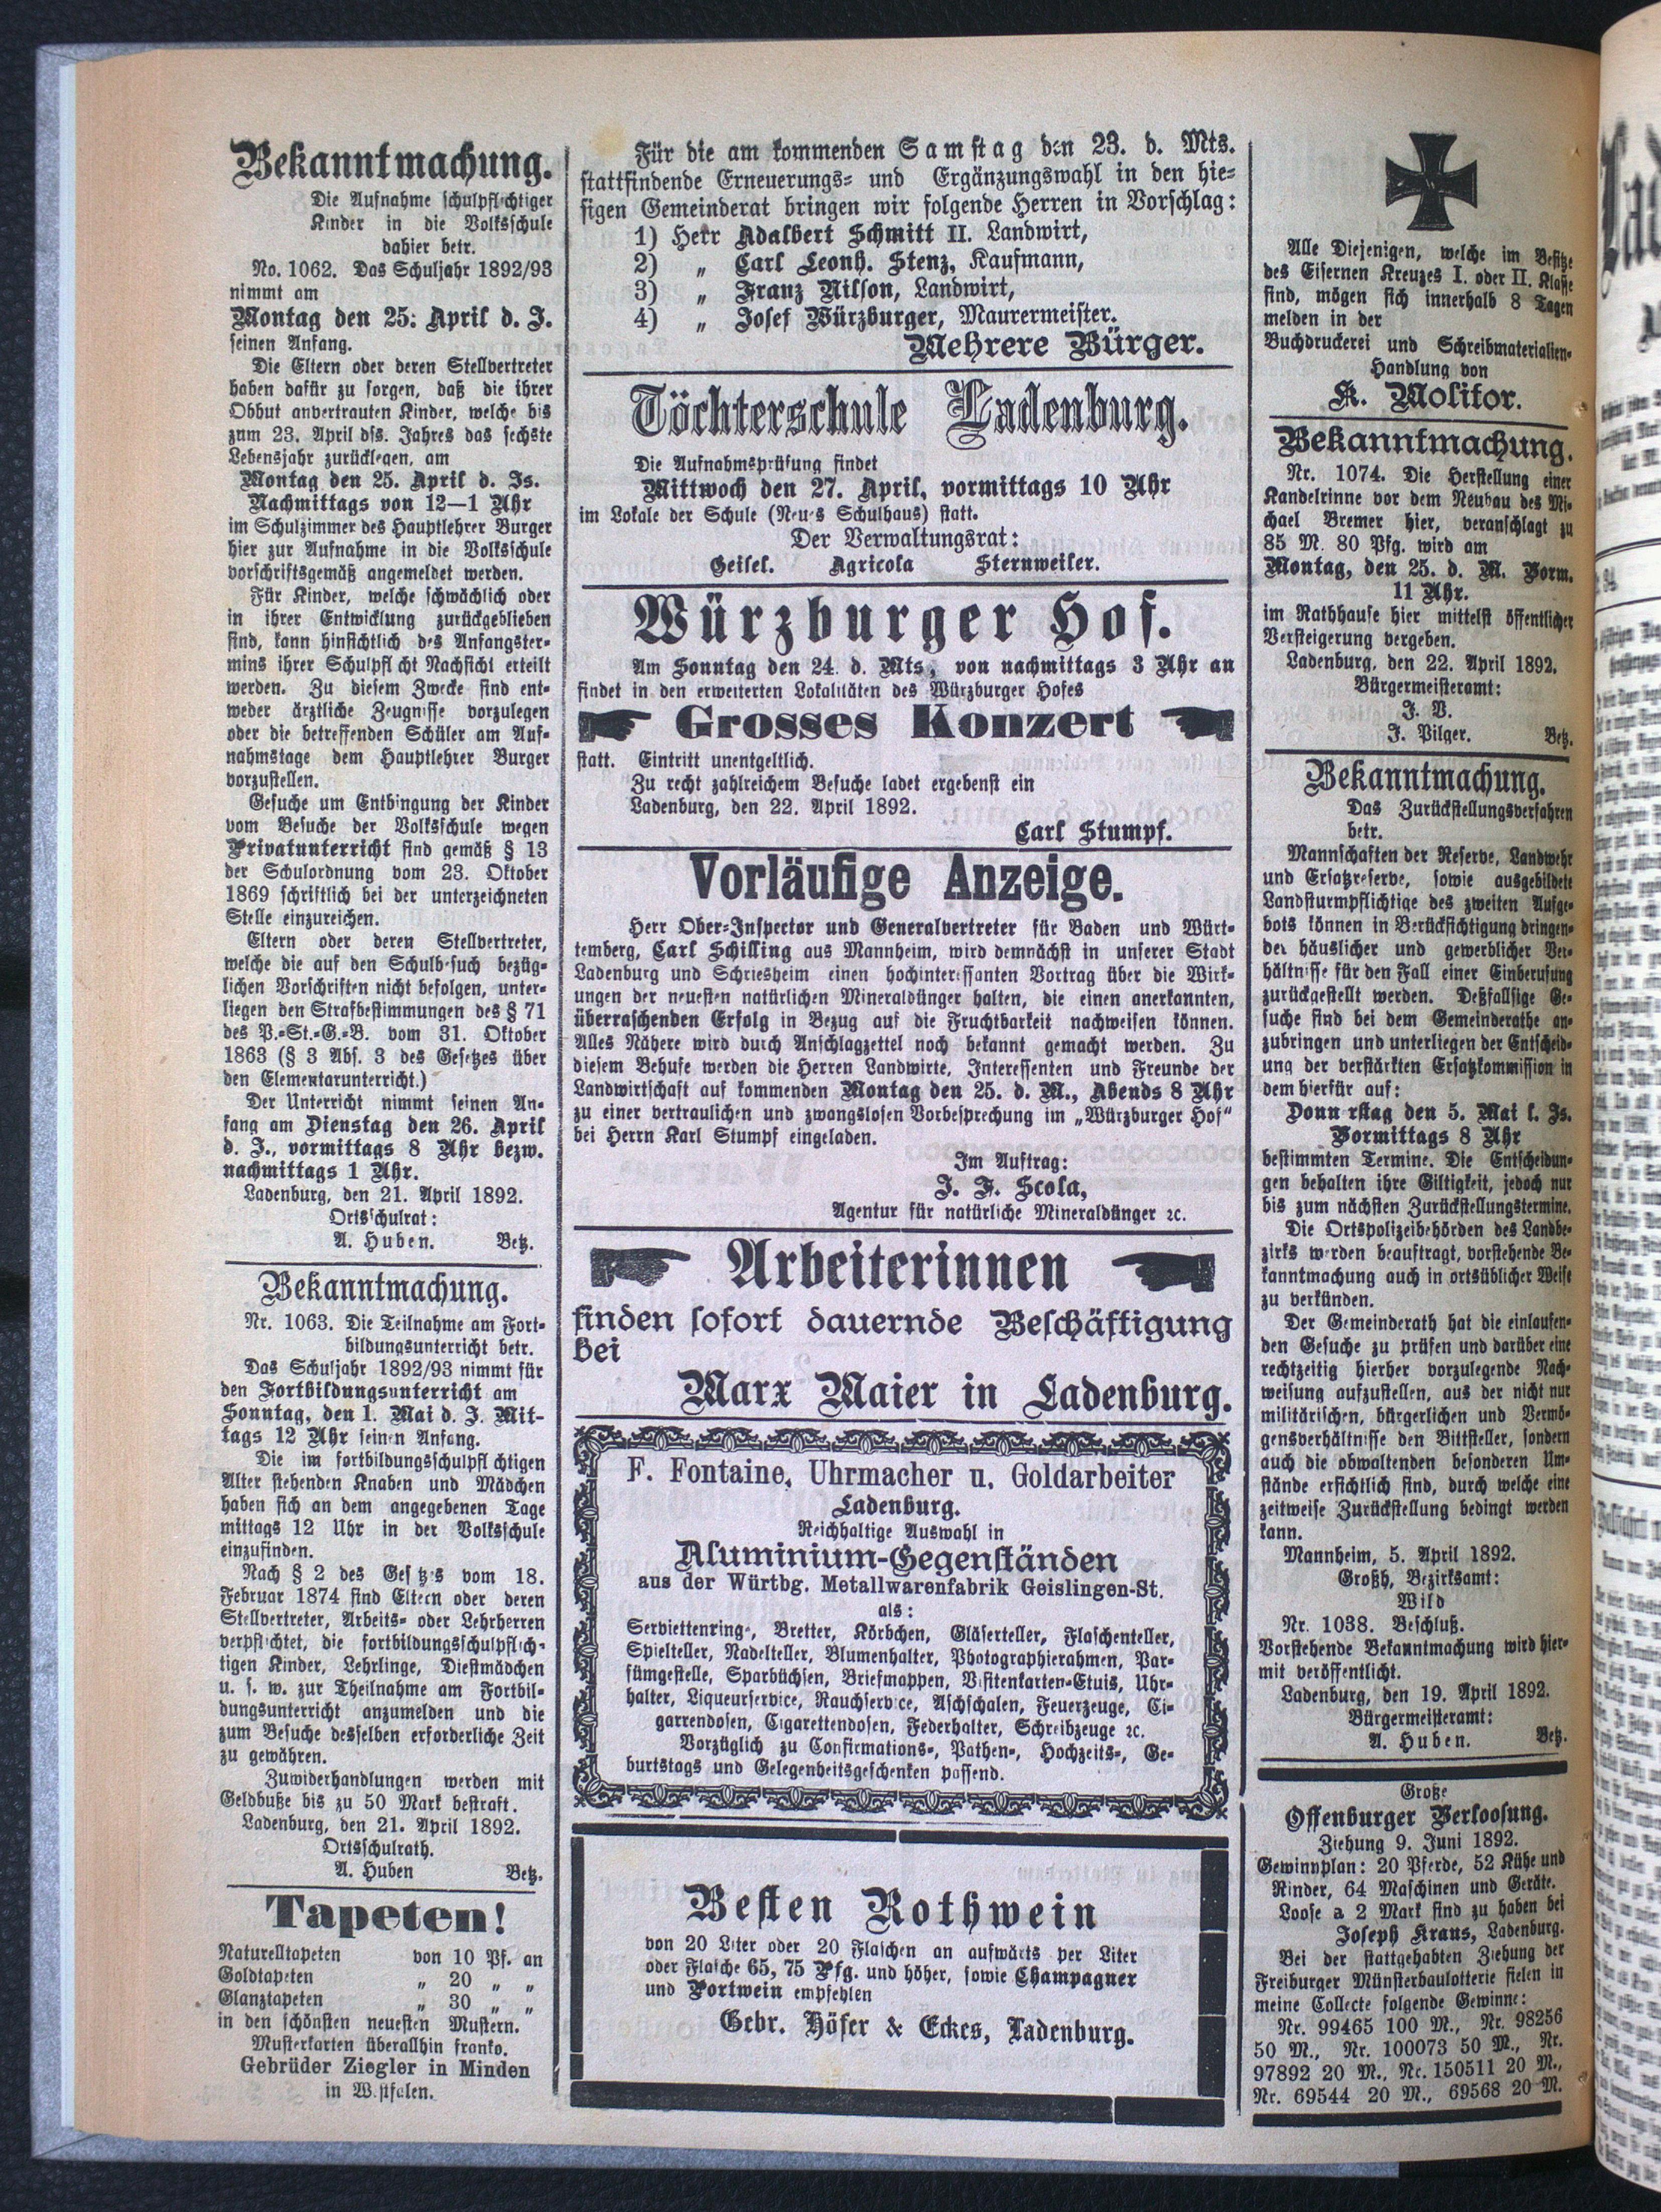 Bekanntmachung.
Die Aufnahme schulpflichtiger
Kinder in die Volksschule
dahier betr.
No. 1062. Das Schuljahr 1892/93
nimmt am
Montag den 25. April d. J.
seinen Anfang.
Die Eltern oder deren Stellvertreter
haben dafür zu sorgen, daß die ihrer
Obhut anvertrauten Kinder, welche bis
zum 23. April dss. Jahres das sechste
Lebensjahr zurücklegen, am
Montag den 25. April d. Js.
Nachmittags von 12—1 Uhr
im Schulzimmer des Hauptlehrer Burger
hier zur Aufnahme in die Volksschule
vorschriftsgemäß angemeldet werden.
Für Kinder, welche schwächlich oder
in ihrer Entwicklung zurückgeblieben
sind, kann hinsichtlich des Anfangster-
mins ihrer Schulpflicht Nachsicht erteilt
werden. Zu diesem Zwecke sind ent-
weder ärztliche Zeugnisse vorzulegen
oder die betreffenden Schüler am Auf-
nahmstage dem Hauptlehrer Burger
vorzustellen.
Gesuche um Entbingung der Kinder
vom Besuche der Volksschule wegen
Privatunterricht sind gemäß § 13
der Schulordnung vom 23. Oktober
1869 schriftlich bei der unterzeichneten
Stelle einzureichen.
Eltern oder deren Stellvertreter,
welche die auf den Schulbesuch bezüg-
lichen Vorschriften nicht befolgen, unter-
liegen den Strafbestimmungen des § 71
des P.-St.-G.-B. vom 31. Oktober
1863 (§ 3 Abs. 3 des Gesetzes über
den Elementarunterricht.)
Der Unterricht nimmt seinen An-
fang am Dienstag den 26. April
d. J., vormittags 8 Uhr bezw.
nachmittags 1 Uhr.
Ladenburg, den 21. April 1892.
Ortsschulrat:
A. Huben. Betz.
Bekanntmachung.
Nr. 1063. Die Teilnahme am Fort-
bildungsunterricht betr.
Das Schuljahr 1892/93 nimmt für
den Fortbildungsunterricht am
Sonntag, den 1. Mai d. J. Mit-
tags 12 Uhr seinen Anfang.
Die im fortbildungsschulpflichtigen
Alter stehenden Knaben und Mädchen
haben sich an dem angegebenen Tage
mittags 12 Uhr in der Volksschule
einzufinden.
Nach § 2 des Gesetzes vom 18.
Februar 1874 sind Eltern oder deren
Stellvertreter, Arbeits- oder Lehrherren
verpflichtet, die fortbildungsschulpflich-
tigen Kinder, Lehrlinge, Diestmädchen
u. s. w. zur Theilnahme am Fortbil-
dungsunterricht anzumelden und die
zum Besuche desselben erforderliche Zeit
zu gewähren.
Zuwiderhandlungen werden mit
Geldbuße bis zu 50 Mark bestraft.
Ladenburg, den 21. April 1892.
Ortsschulrath.
A. Huben Betz.
Tapeten!
Naturelltapeten von 10 Pf. an
Goldtapeten „ 20 „ „
Glanztapeten „ 30 „ „
in den schönsten neuesten Mustern.
Musterkarten überallhin franko.
Gebrüder Ziegler in Minden
in Westfalen.
Für die am kommenden Samstag den 23. d. Mts.
stattfindende Erneuerungs- und Ergänzungswahl in den hie-
sigen Gemeinderat bringen wir folgende Herren in Vorschlag:
1) Herr Adalbert Schmitt II. Landwirt,
2) „ Carl Leonh. Stenz, Kaufmann,
3) „ Franz Nilson, Landwirt,
4) „ Josef Würzburger, Maurermeister.
Mehrere Bürger.
Töchterschule Ladenburg.
Die Aufnahmsprüfung findet
Mittwoch den 27. April, vormittags 10 Uhr
im Lokale der Schule (Neues Schulhaus) statt.
Der Verwaltungsrat:
Geisel. Agricola Sternweiler.
Würzburger Hof.
Am Sonntag den 24. d. Mts., von nachmittags 3 Uhr an
findet in den erweiterten Lokalitäten des Würzburger Hofes
Grosses Konzert
statt. Eintritt unentgeltlich.
Zu recht zahlreichem Besuche ladet ergebenst ein
Ladenburg, den 22. April 1892.
Carl Stumpf.
Vorläufige Anzeige.
Herr Ober-Inspector und Generalvertreter für Baden und Würt-
temberg, Carl Schilling aus Mannheim, wird demnächst in unserer Stadt
Ladenburg und Schriesheim einen hochinteressanten Vortrag über die Wirk-
ungen der neuesten natürlichen Mineraldünger halten, die einen anerkannten,
überraschenden Erfolg in Bezug auf die Fruchtbarkeit nachweisen können.
Alles Nähere wird durch Anschlagzettel noch bekannt gemacht werden. Zu
diesem Behufe werden die Herren Landwirte, Interessenten und Freunde der
Landwirtschaft auf kommenden Montag den 25. d. M., Abends 8 Uhr
zu einer vertraulichen und zwangslosen Vorbesprechung im „Würzburger Hof“
bei Herrn Karl Stumpf eingeladen.
Im Auftrag:
J. F. Scola,
Agentur für natürliche Mineraldünger ꝛc.
Arbeiterinnen
finden sofort dauernde Beschäftigung
bei
Marx Maier in Ladenburg.
F. Fontaine, Uhrmacher u. Goldarbeiter
Ladenburg.
Reichhaltige Auswahl in
Aluminium-Gegenständen
aus der Würtbg. Metallwarenfabrik Geislingen-St.
als:
Serviettenringe, Bretter, Körbchen, Gläserteller, Flaschenteller,
Spielteller, Nadelteller, Blumenhalter, Photographierahmen, Par-
fümgestelle, Sparbüchsen, Briefmappen, Visitenkarten-Etuis, Uhr-
halter, Liqueurservice, Rauchservice, Aschschalen, Feuerzeuge, Ci-
garrendosen, Cigarettendosen, Federhalter, Schreibzeuge ꝛc.
Vorzüglich zu Confirmations-, Pathen-, Hochzeits-, Ge-
burtstags und Gelegenheitsgeschenken passend.
Besten Rothwein
von 20 Liter oder 20 Flaschen an aufwärts per Liter
oder Flasche 65, 75 Pfg. und höher, sowie Champagner
und Portwein empfehlen
Gebr. Höfer & Eckes, Ladenburg.
Alle Diejenigen, welche im Besitze
des Eisernen Kreuzes I. oder II. Klasse
sind, mögen sich innerhalb 8 Tagen
melden in der
Buchdruckerei und Schreibmaterialien-
Handlung von
K. Molitor.
Bekanntmachung.
Nr. 1074. Die Herstellung einer
Kandelrinne vor dem Neubau des Mi-
chael Bremer hier, veranschlagt zu
85 M. 80 Pfg. wird am
Montag, den 25. d. M. Vorm.
11 Uhr.
im Rathhause hier mittelst öffentlicher
Versteigerung vergeben.
Ladenburg, den 22. April 1892.
Bürgermeisteramt:
J. V.
J. Pilger. Betz.
Bekanntmachung.
Das Zurückstellungsverfahren
betr.
Mannschaften der Reserve, Landwehr
und Ersatzreserve, sowie ausgebildete
Landsturmpflichtige des zweiten Aufge-
bots können in Berücksichtigung dringen-
der häuslicher und gewerblicher Ver-
hältnisse für den Fall einer Einberufung
zurückgestellt werden. Deßfallsige Ge-
suche sind bei dem Gemeinderathe an-
zubringen und unterliegen der Entscheid-
ung der verstärkten Ersatzkommission in
dem hierfür auf:
Donnerstag den 5. Mai l. Js.
Vormittags 8 Uhr
bestimmten Termine. Die Entscheidun-
gen behalten ihre Giltigkeit, jedoch nur
bis zum nächsten Zurückstellungstermine.
Die Ortspolizeibehörden des Landbe-
zirks werden beauftragt, vorstehende Be-
kanntmachung auch in ortsüblicher Weise
zu verkünden.
Der Gemeinderath hat die einlaufen-
den Gesuche zu prüfen und darüber eine
rechtzeitig hierher vorzulegende Nach-
weisung aufzustellen, aus der nicht nur
militärischen, bürgerlichen und Vermö-
gensverhältnisse den Bittsteller, sondern
auch die obwaltenden besonderen Um-
stände ersichtlich sind, durch welche eine
zeitweise Zurückstellung bedingt werden
kann.
Mannheim, 5. April 1892.
Großh. Bezirksamt:
Wild
Nr. 1038. Beschluß.
Vorstehende Bekanntmachung wird hier-
mit veröffentlicht.
Ladenburg, den 19. April 1892.
Bürgermeisteramt:
A. Huben. Betz.
Große
Offenburger Verloosung.
Ziehung 9. Juni 1892.
Gewinnplan: 20 Pferde, 52 Kühe und
Rinder, 64 Maschinen und Geräte.
Loose a 2 Mark sind zu haben bei
Joseph Kraus, Ladenburg.
Bei der stattgehabten Ziehung der
Freiburger Münsterbaulotterie fielen in
meine Collecte folgende Gewinne:
Nr. 99465 100 M., Nr. 98256
50 M., Nr. 100073 50 M., Nr.
97892 20 M., Nr. 150511 20 M.,
Nr. 69544 20 M., 69568 20 M.